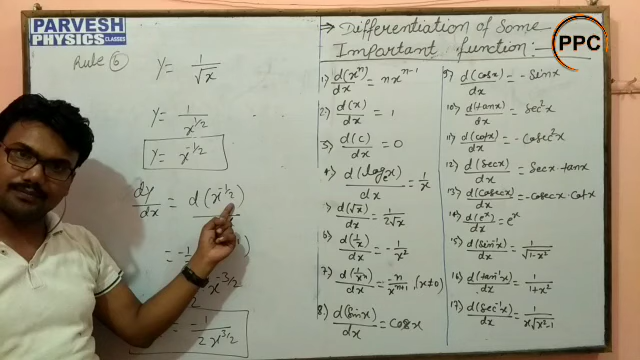 PARVESH
PHYSICS CLASSES
Rule 6
y = 1/√x
y = 1/x^{1/2}
y = x^{-1/2}
dy/dx = d(x^{-1/2})
x^{-3/2}
= -1/(2x^{3/2})
⇒ Differentiation of Some
Important function:-
PPC
1) d(x^n)/dx = nx^{n-1}
2) d(x)/dx = 1
3) d(c)/dx = 0
4) d(log_e x)/dx = 1/x
5) d(√x)/dx = 1/(2√x)
6) d(1/x)/dx = -1/x²
7) d(1/x^n)/dx = -n/x^{n+1}, (x≠0)
8) d(sinx)/dx = cosx
9) d(cosx)/dx = -sinx
10) d(tanx)/dx = sec²x
11) d(cotx)/dx = -cosec²x
12) d(secx)/dx = secx·tanx
13) d(cosecx)/dx = -cosecx·cotx
14) d(e^x)/dx = e^x
15) d(sin^{-1}x)/dx = 1/√(1-x²)
16) d(tan^{-1}x)/dx = 1/(1+x²)
17) d(sec^{-1}x)/dx = 1/(x√(x²-1))